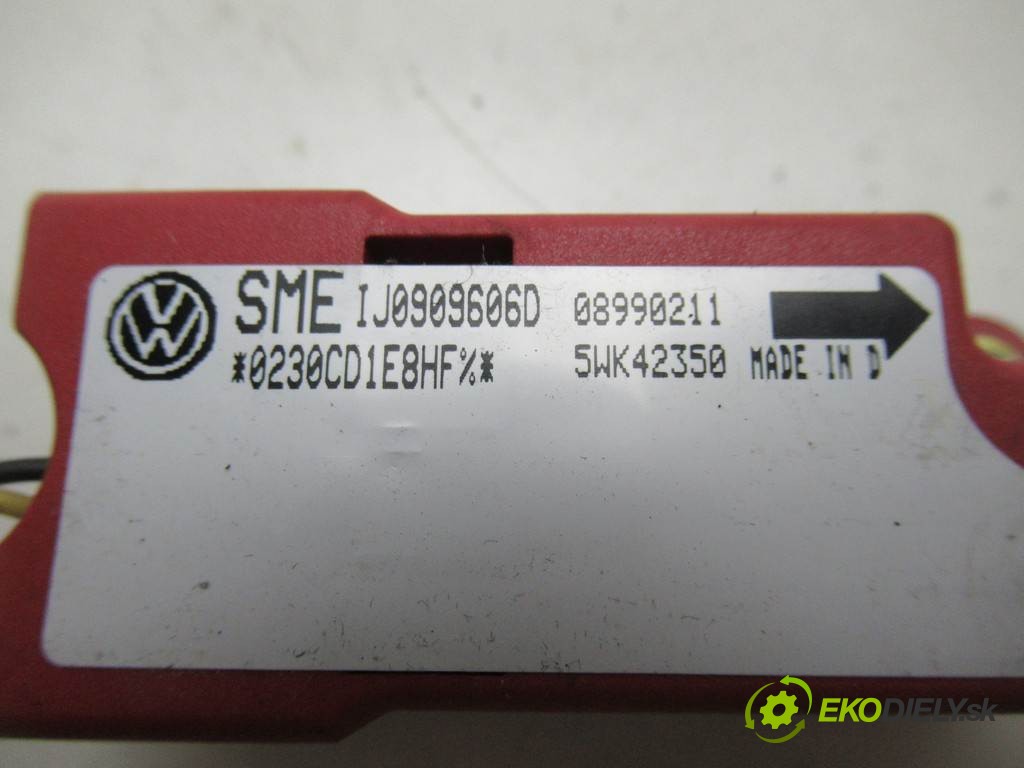 SME 1J0909606D 08990211
*0230CD1E8HF%* 5WK42350 MADE IN D
EKODIELY.sk